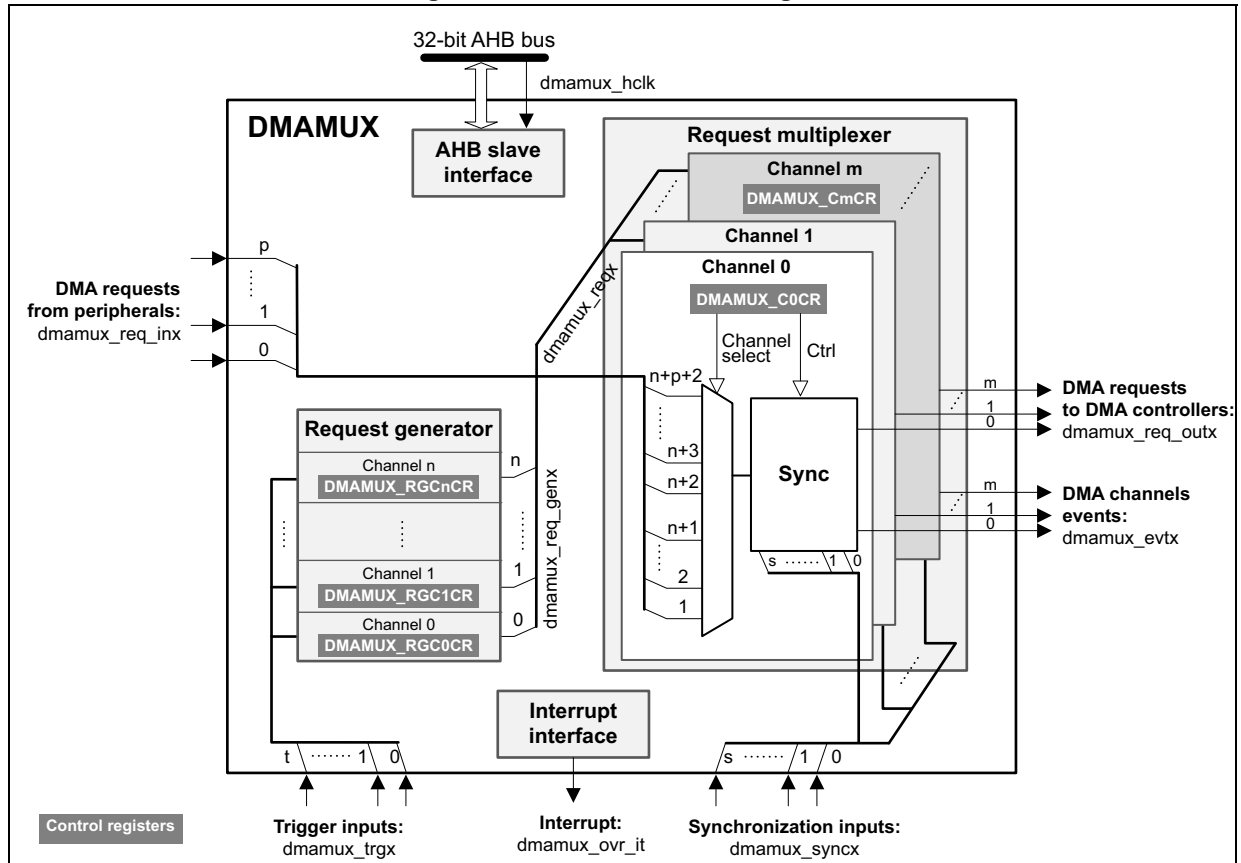 32-bit AHB bus
dmamux_hclk
DMAMUX
AHB slave
interface
Request multiplexer
Channel m
DMAMUX_CmCR
Channel 1
Channel 0
DMAMUX_C0CR
Channel
select
Ctrl
p
DMA requests
from peripherals:
dmamux_req_inx
1
0
dmamux_reqx
n+p+2
n+3
n+2
n+1
2
1
Sync
s 1 0
m
1
0
DMA requests
to DMA controllers:
dmamux_req_outx
m
1
0
DMA channels
events:
dmamux_evtx
Request generator
Channel n
DMAMUX_RGCnCR
n
Channel 1
DMAMUX_RGC1CR
1
Channel 0
DMAMUX_RGC0CR
0
dmamux_req_genx
Interrupt
interface
t 1 0
s 1 0
Control registers
Trigger inputs:
dmamux_trgx
Interrupt:
dmamux_ovr_it
Synchronization inputs:
dmamux_syncx